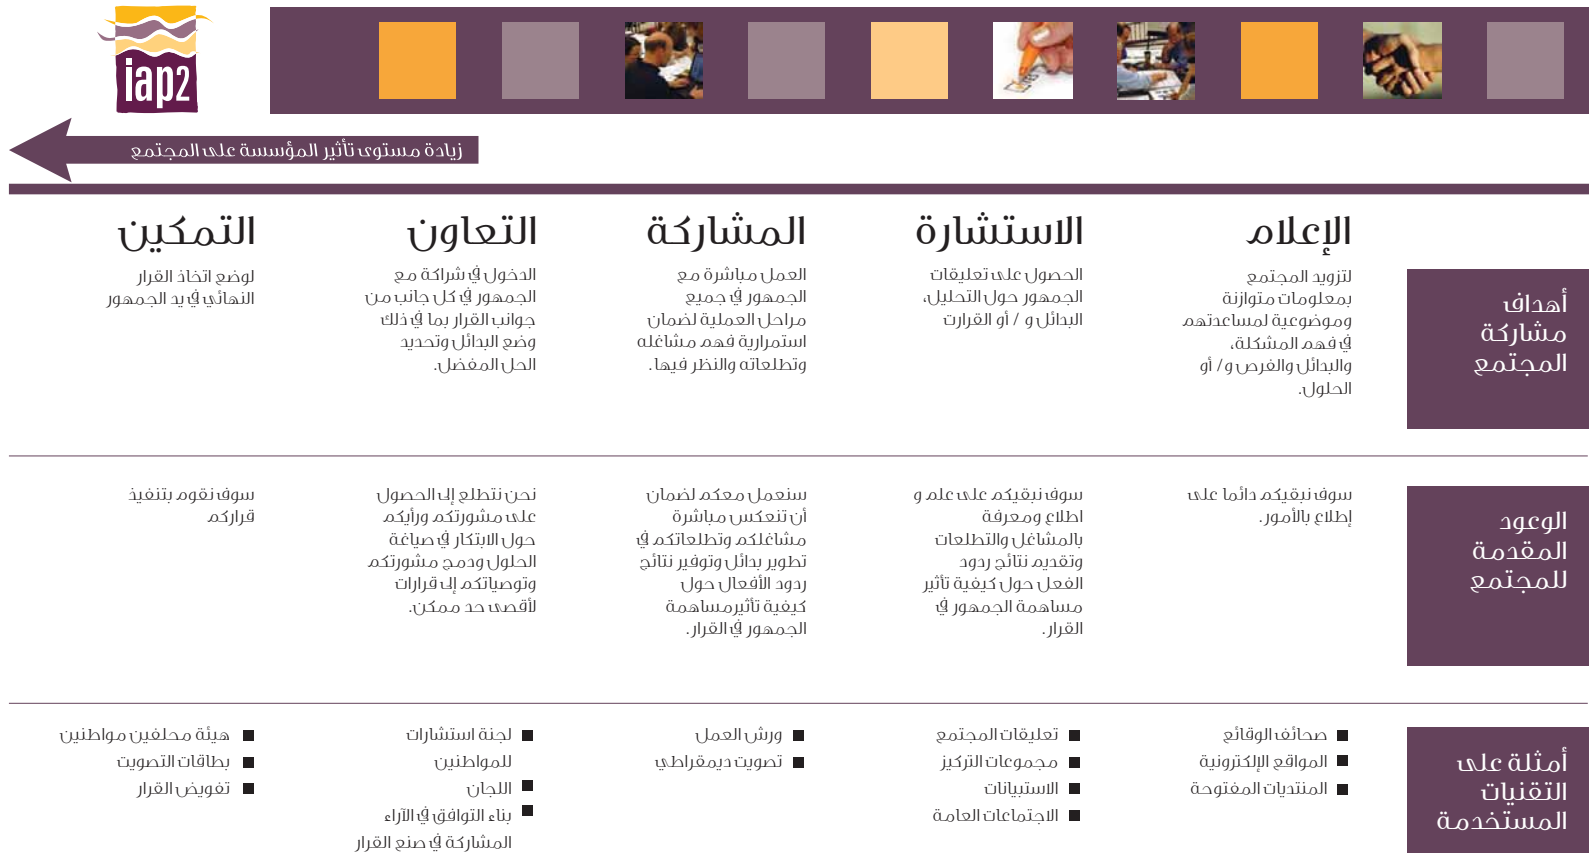 iap2
زيادة مستوى تأثير المؤسسة على المجتمع
الإعلام
الاستشارة
المشاركة
التعاون
التمكين
أهداف
مشاركة
المجتمع
لتزويد المجتمع
بمعلومات متوازنة
وموضوعية لمساعدتهم
في فهم المشكلة،
والبدائل والفرص و/ أو
الحلول.
الحصول على تعليقات
الجمهور حول التحليل،
البدائل و / أو القرارت
العمل مباشرة مع
الجمهور في جميع
مراحل العملية لضمان
استمرارية فهم مشاغله
وتطلعاته والنظر فيها.
الدخول في شراكة مع
الجمهور في كل جانب من
جوانب القرار بما في ذلك
وضع البدائل وتحديد
الحل المفضل.
لوضع اتخاذ القرار
النهائي في يد الجمهور
الوعود
المقدمة
للمجتمع
سوف نبقيكم دائما على
إطلاع بالأمور.
سوف نبقيكم على علم و
اطلاع ومعرفة
بالمشاغل والتطلعات
وتقديم نتائج ردود
الفعل حول كيفية تأثير
مساهمة الجمهور في
القرار.
سنعمل معكم لضمان
أن تنعكس مباشرة
مشاغلكم وتطلعاتكم في
تطوير بدائل وتوفير نتائج
ردود الأفعال حول
كيفية تأثيرمساهمة
الجمهور في القرار.
نحن نتطلع إلى الحصول
على مشورتكم ورأيكم
حول الابتكار في صياغة
الحلول ودمج مشورتكم
وتوصياتكم إلى قرارات
لأقصى حد ممكن.
سوف نقوم بتنفيذ
قراركم
أمثلة على
التقنيات
المستخدمة
صحائف الوقائع
المواقع الإلكترونية
المنتديات المفتوحة
تعليقات المجتمع
مجموعات التركيز
الاستبيانات
الاجتماعات العامة
ورش العمل
تصويت ديمقراطي
لجنة استشارات
للمواطنين
اللجان
بناء التوافق في الآراء
المشاركة في صنع القرار
هيئة محلفين مواطنين
بطاقات التصويت
تفويض القرار